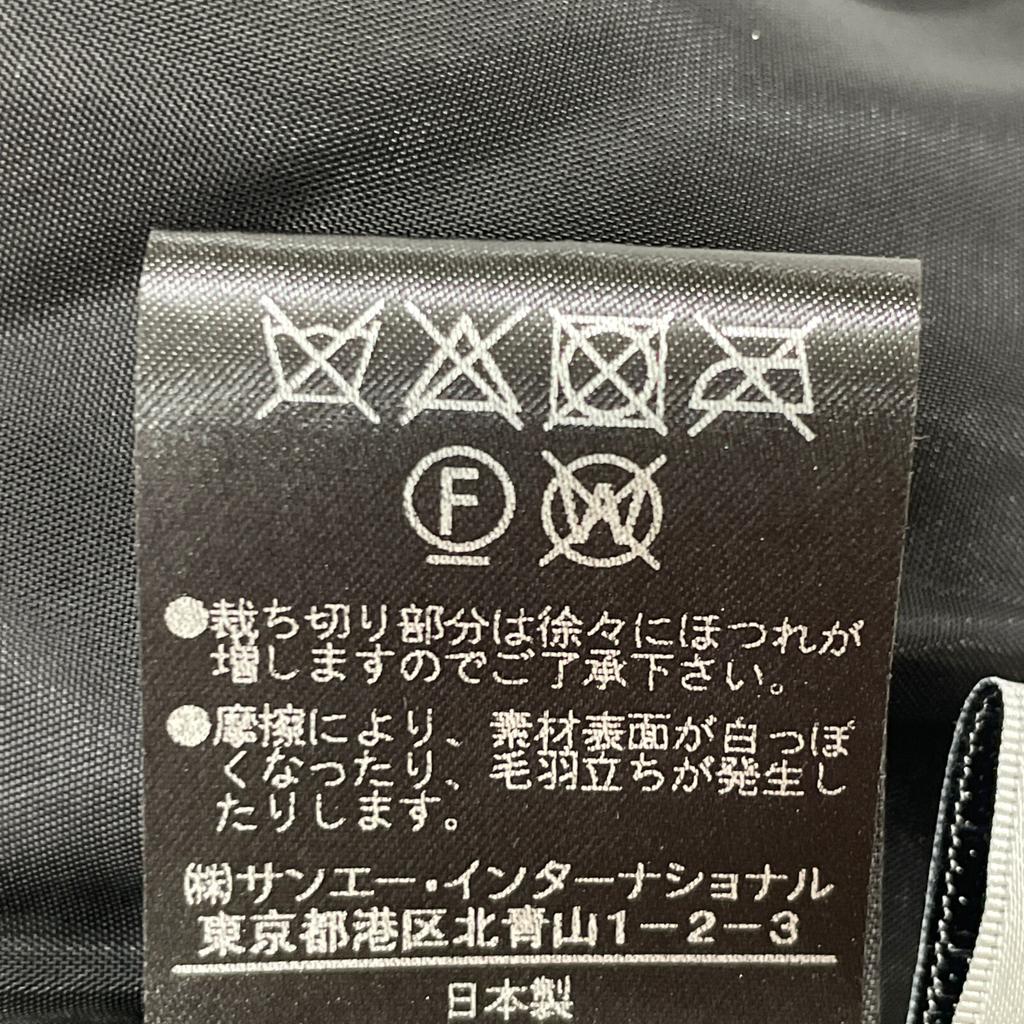 F W
●裁ち切り部分は徐々にほつれが
増しますのでご了承下さい。
●摩擦により、素材表面が白っぽ
くなったり、毛羽立ちが発生し
たりします。
㈱サンエー・インターナショナル
東京都港区北青山1-2-3
日本製